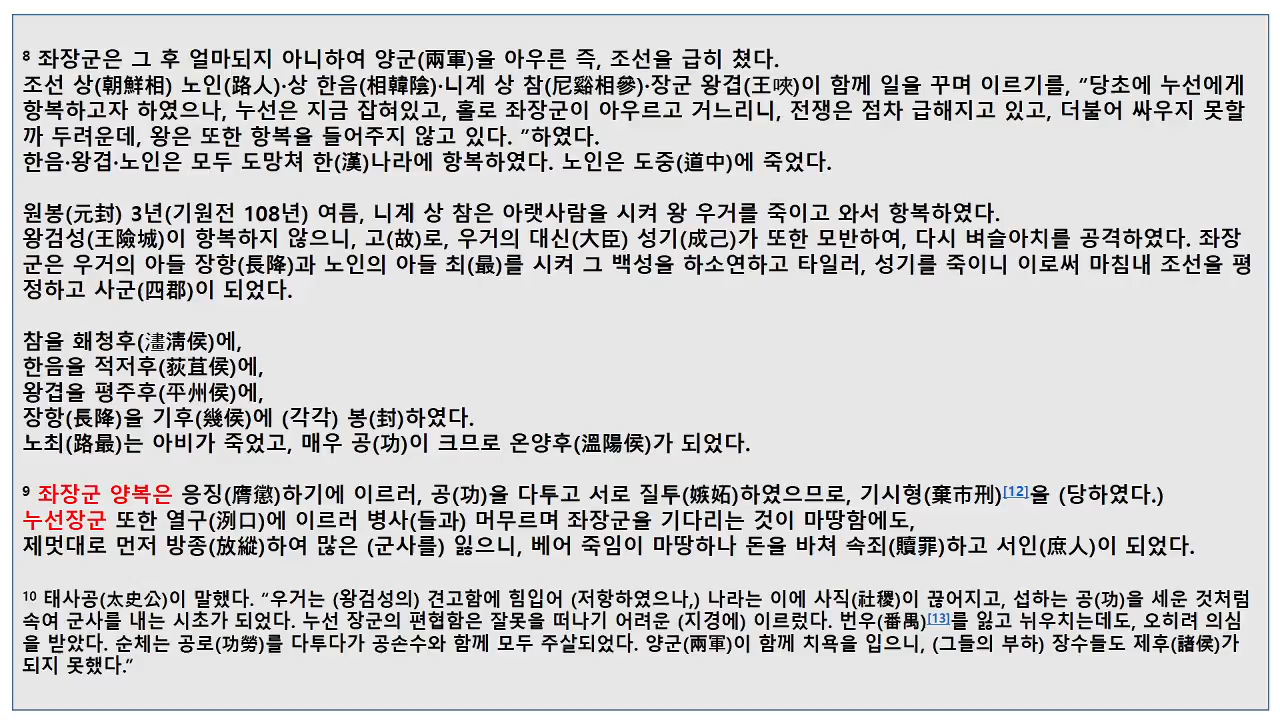 8 좌장군은 그 후 얼마되지 아니하여 양군(兩軍)을 아우른 즉, 조선을 급히 쳤다.
조선 상(朝鮮相) 노인(路人)·상 한음(相韓陰)·니계 상 참(尼谿相參)·장군 왕겹(王唊)이 함께 일을 꾸며 이르기를, "당초에 누선에게
항복하고자 하였으나, 누선은 지금 잡혀있고, 홀로 좌장군이 아우르고 거느리니, 전쟁은 점차 급해지고 있고, 더불어 싸우지 못할
까 두려운데, 왕은 또한 항복을 들어주지 않고 있다. "하였다.
한음·왕겹·노인은 모두 도망쳐 한(漢)나라에 항복하였다. 노인은 도중(道中)에 죽었다.
원봉(元封) 3년(기원전 108년) 여름, 니계 상 참은 아랫사람을 시켜 왕 우거를 죽이고 와서 항복하였다.
왕검성(王險城)이 항복하지 않으니, 고(故)로, 우거의 대신(大臣) 성기(成己)가 또한 모반하여, 다시 벼슬아치를 공격하였다. 좌장
군은 우거의 아들 장항(長降)과 노인의 아들 최(最)를 시켜 그 백성을 하소연하고 타일러, 성기를 죽이니 이로써 마침내 조선을 평
정하고 사군(四郡)이 되었다.
참을 홰청후(澅淸侯)에,
한음을 적저후(荻苴侯)에,
왕겹을 평주후(平州侯)에,
장항(長降)을 기후(幾侯)에 (각각) 봉(封)하였다.
노최(路最)는 아비가 죽었고, 매우 공(功)이 크므로 온양후(溫陽侯)가 되었다.
9 좌장군 양복은 응징(膺懲)하기에 이르러, 공(功)을 다투고 서로 질투(嫉妬)하였으므로, 기시형(棄市刑)[12]을 (당하였다.)
누선장군 또한 열구(洌口)에 이르러 병사(들과) 머무르며 좌장군을 기다리는 것이 마땅함에도,
제멋대로 먼저 방종(放縱)하여 많은 (군사를) 잃으니, 베어 죽임이 마땅하나 돈을 바쳐 속죄(贖罪)하고 서인(庶人)이 되었다.
10 태사공(太史公)이 말했다. "우거는 (왕검성의) 견고함에 힘입어 (저항하였으나,) 나라는 이에 사직(社稷)이 끊어지고, 섭하는 공(功)을 세운 것처럼
속여 군사를 내는 시초가 되었다. 누선 장군의 편협함은 잘못을 떠나기 어려운 (지경에) 이르렀다. 번우(番禺)[13]를 잃고 뉘우치는데도, 오히려 의심
을 받았다. 순체는 공로(功勞)를 다투다가 공손수와 함께 모두 주살되었다. 양군(兩軍)이 함께 치욕을 입으니, (그들의 부하) 장수들도 제후(諸侯)가
되지 못했다."